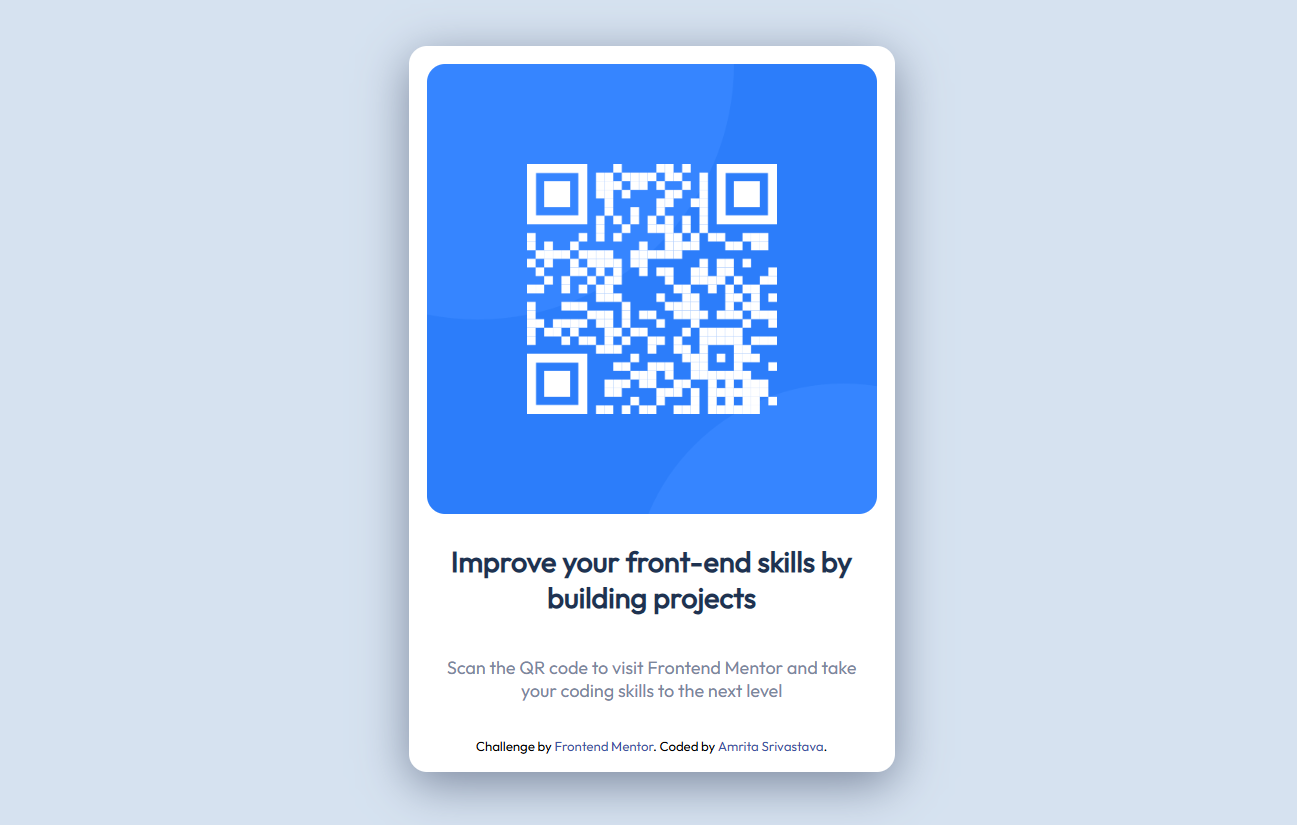 Improve your front-end skills by
building projects
Scan the QR code to visit Frontend Mentor and take
your coding skills to the next level
Challenge by Frontend Mentor. Coded by Amrita Srivastava.